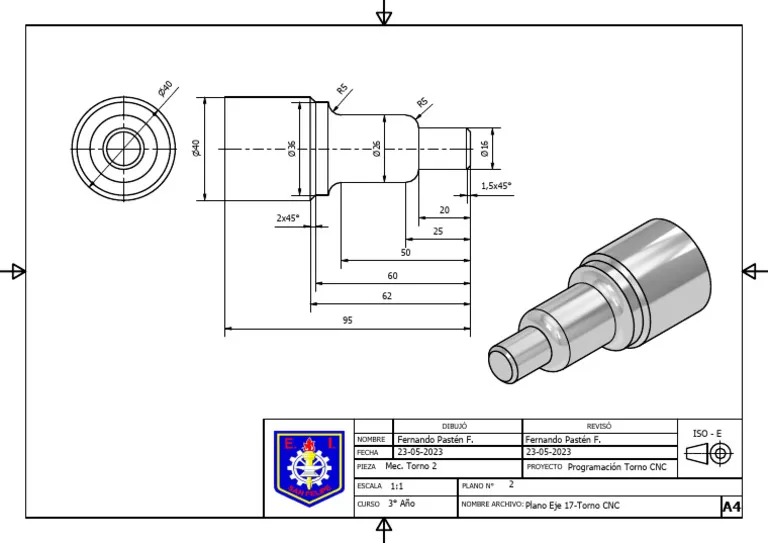 Ø40
Ø40
Ø36
R5
Ø26
R5
Ø16
1,5x45°
2x45°
20
25
50
60
62
95
E. I.
SAN FELIPE
DIBUJÓ
REVISÓ
NOMBRE
Fernando Pastén F.
Fernando Pastén F.
FECHA
23-05-2023
23-05-2023
PIEZA
Mec. Torno 2
PROYECTO
Programación Torno CNC
ISO - E
ESCALA
1:1
PLANO N°
2
CURSO
3° Año
NOMBRE ARCHIVO:
Plano Eje 17-Torno CNC
A4